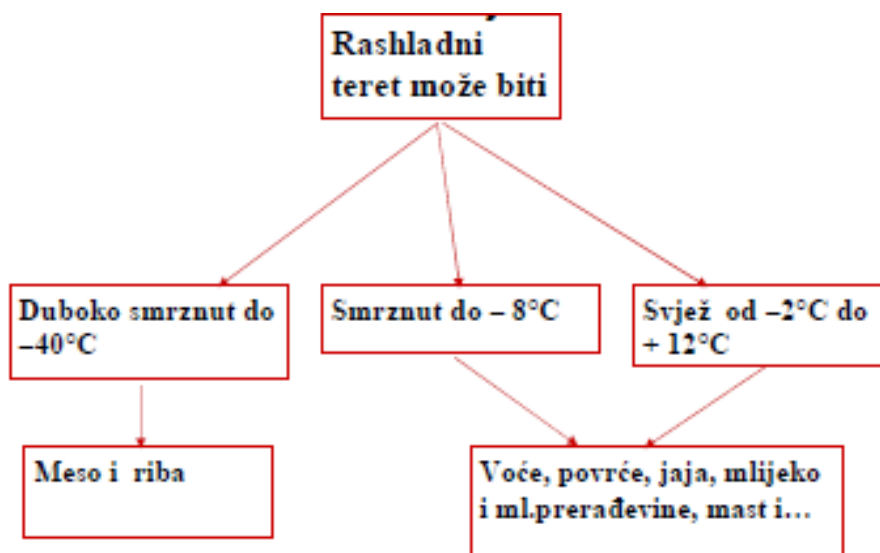 Rashladni
teret može biti
Duboko smrznut do
–40°C
Smrznut do – 8°C
Svjež od –2°C do
+ 12°C
Meso i riba
Voće, povrće, jaja, mlijeko
i ml.prerađevine, mast i…